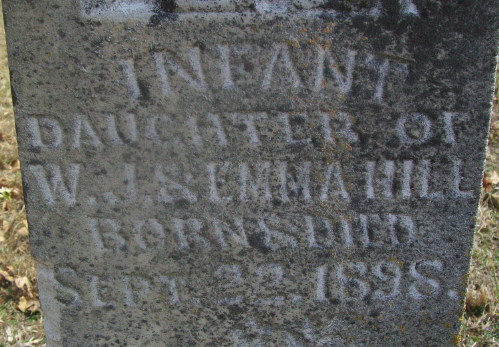 INFANT
DAUGHTER OF
W. J. & EMMA HILL
BORN & DIED
SEPT. 22, 1898.